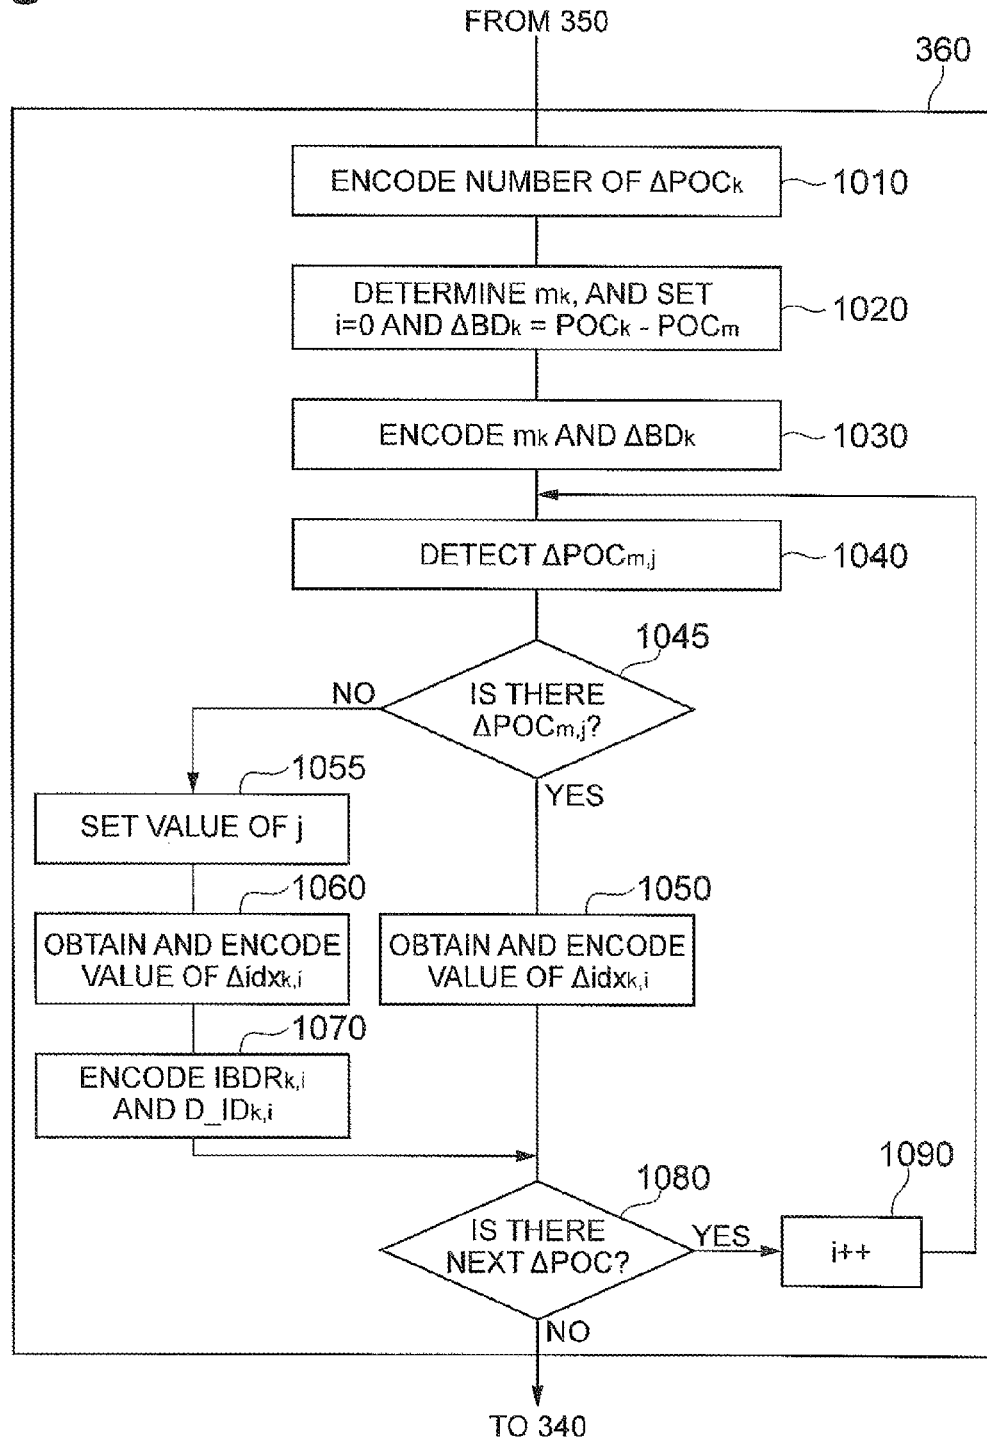 FROM 350
360
ENCODE NUMBER OF ΔPOCk
1010
DETERMINE mk, AND SET
i=0 AND ΔBDk = POCk - POCm
1020
ENCODE mk AND ΔBDk
1030
DETECT ΔPOCm,j
1040
1045
IS THERE
ΔPOCm,j?
NO
YES
1055
SET VALUE OF j
1060
OBTAIN AND ENCODE
VALUE OF Δidxk,i
1050
OBTAIN AND ENCODE
VALUE OF Δidxk,i
1070
ENCODE IBDRk,i
AND D_IDk,i
1080
IS THERE
NEXT ΔPOC?
YES
1090
i++
NO
TO 340